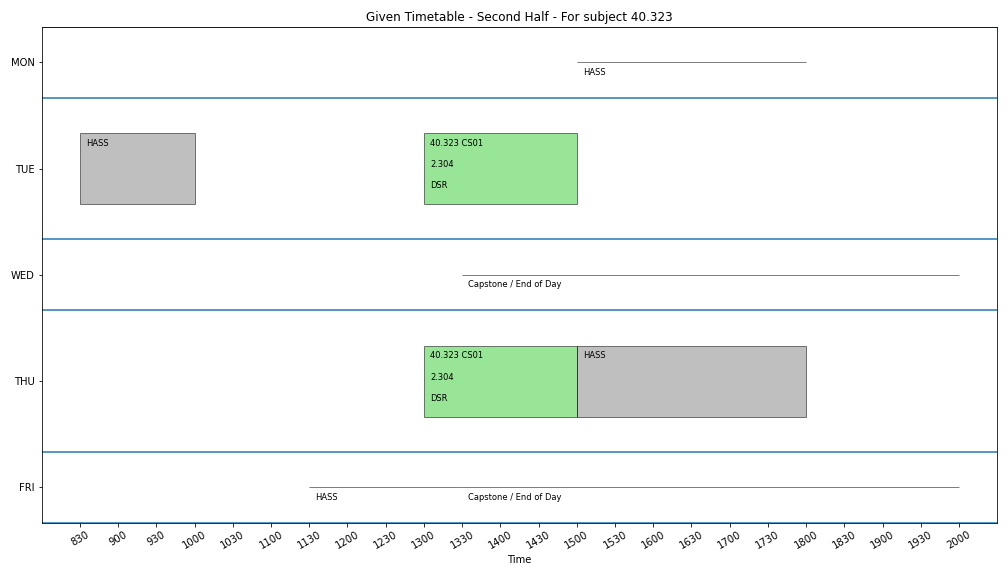 Given Timetable - Second Half - For subject 40.323
MON
HASS
TUE
HASS
40.323 CS01
2.304
DSR
WED
Capstone / End of Day
THU
40.323 CS01
2.304
DSR
HASS
FRI
HASS
Capstone / End of Day
830 900 930 1000 1030 1100 1130 1200 1230 1300 1330 1400 1430 1500 1530 1600 1630 1700 1730 1800 1830 1900 1930 2000
Time